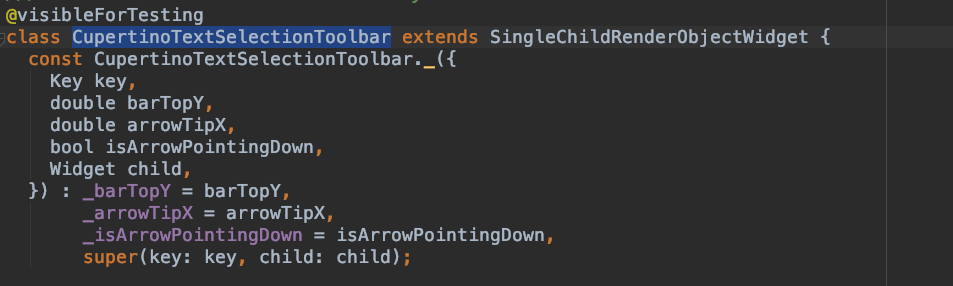 @visibleForTesting
class CupertinoTextSelectionToolbar extends SingleChildRenderObjectWidget {
  const CupertinoTextSelectionToolbar._({
    Key key,
    double barTopY,
    double arrowTipX,
    bool isArrowPointingDown,
    Widget child,
  }) : _barTopY = barTopY,
       _arrowTipX = arrowTipX,
       _isArrowPointingDown = isArrowPointingDown,
       super(key: key, child: child);